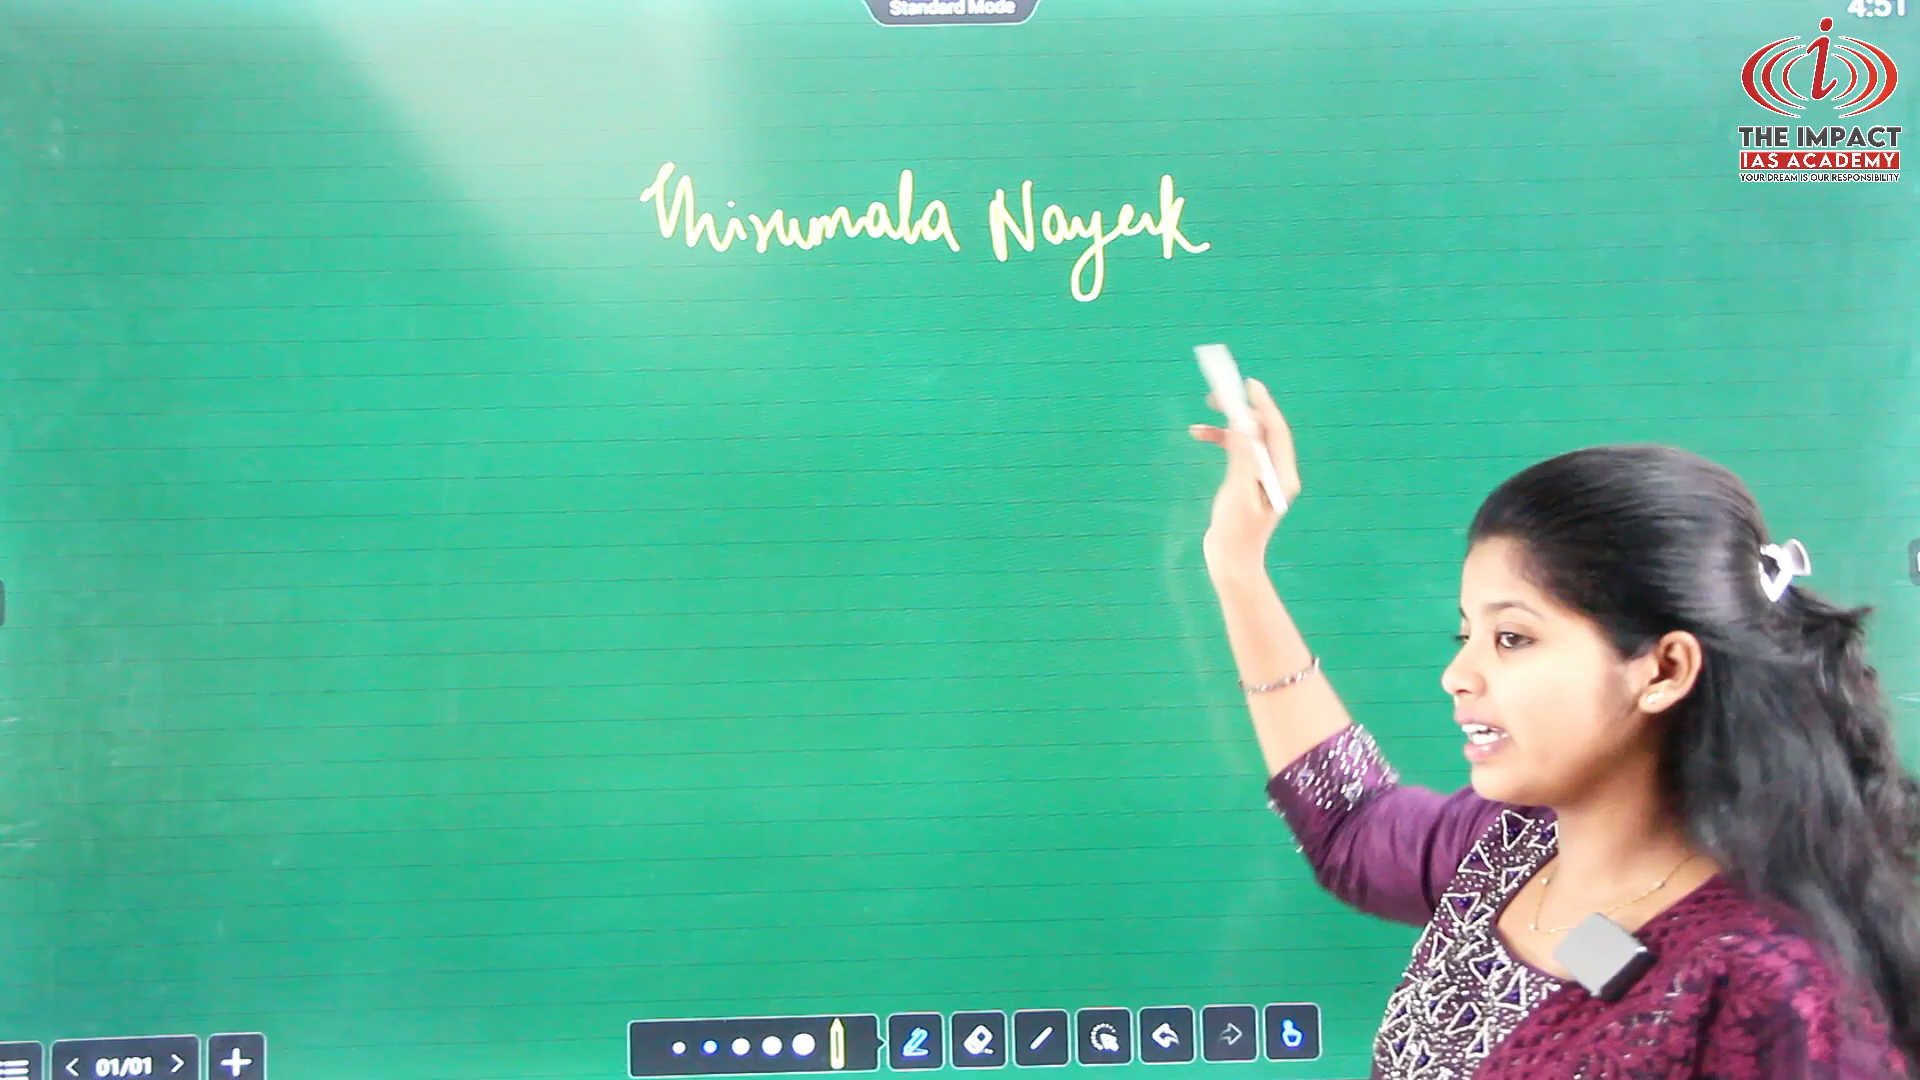 Standard Mode
4:51
THE IMPACT
IAS ACADEMY
YOUR DREAM IS OUR RESPONSIBILITY
Thirumala Nayak
01/01